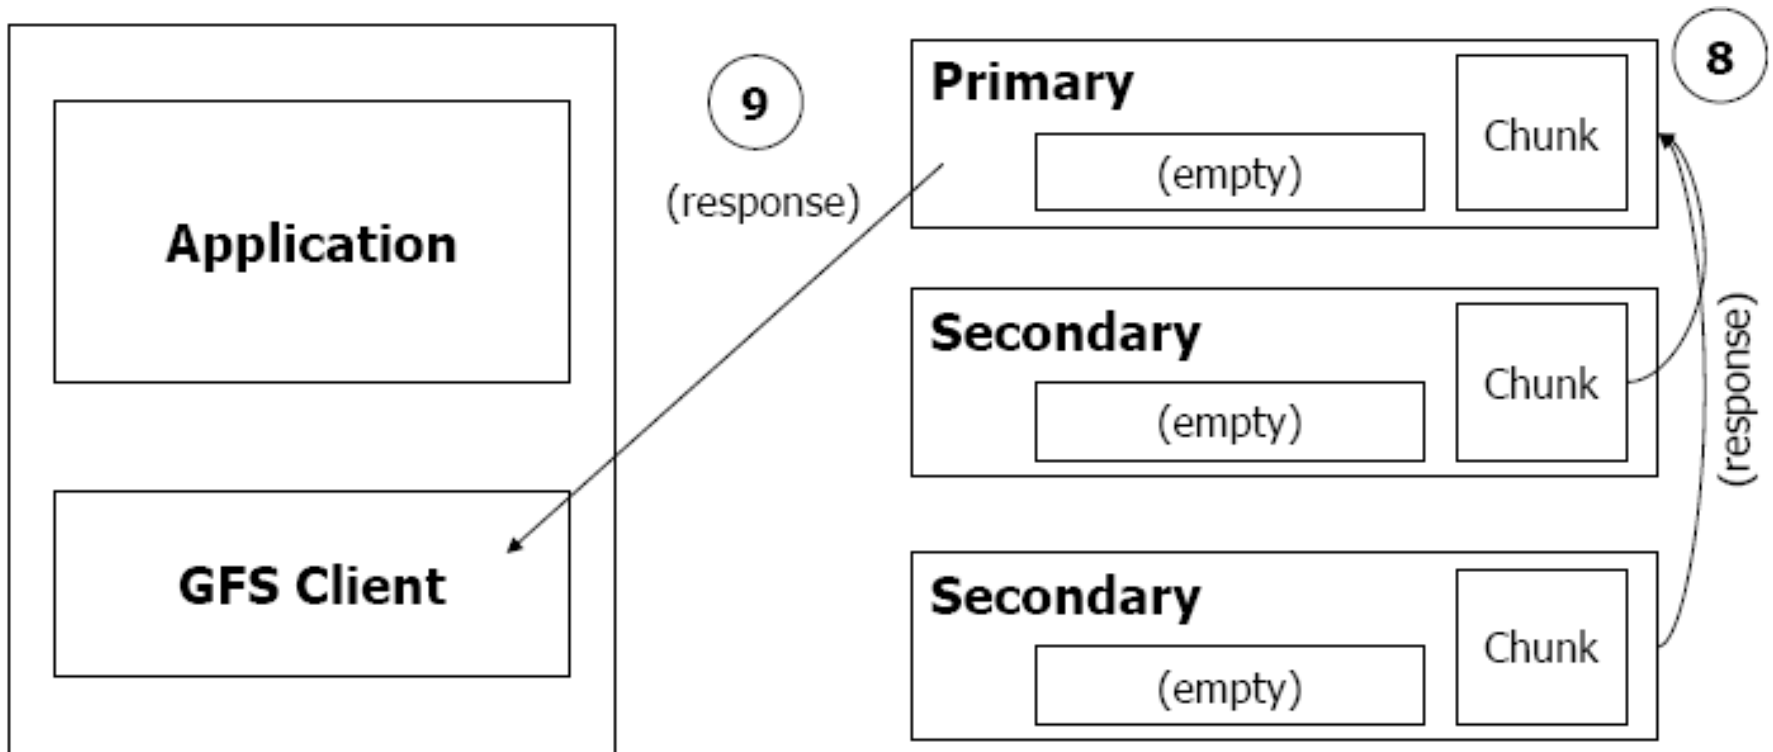 Application
GFS Client
9
(response)
Primary
(empty)
Chunk
8
Secondary
(empty)
Chunk
(response)
Secondary
(empty)
Chunk